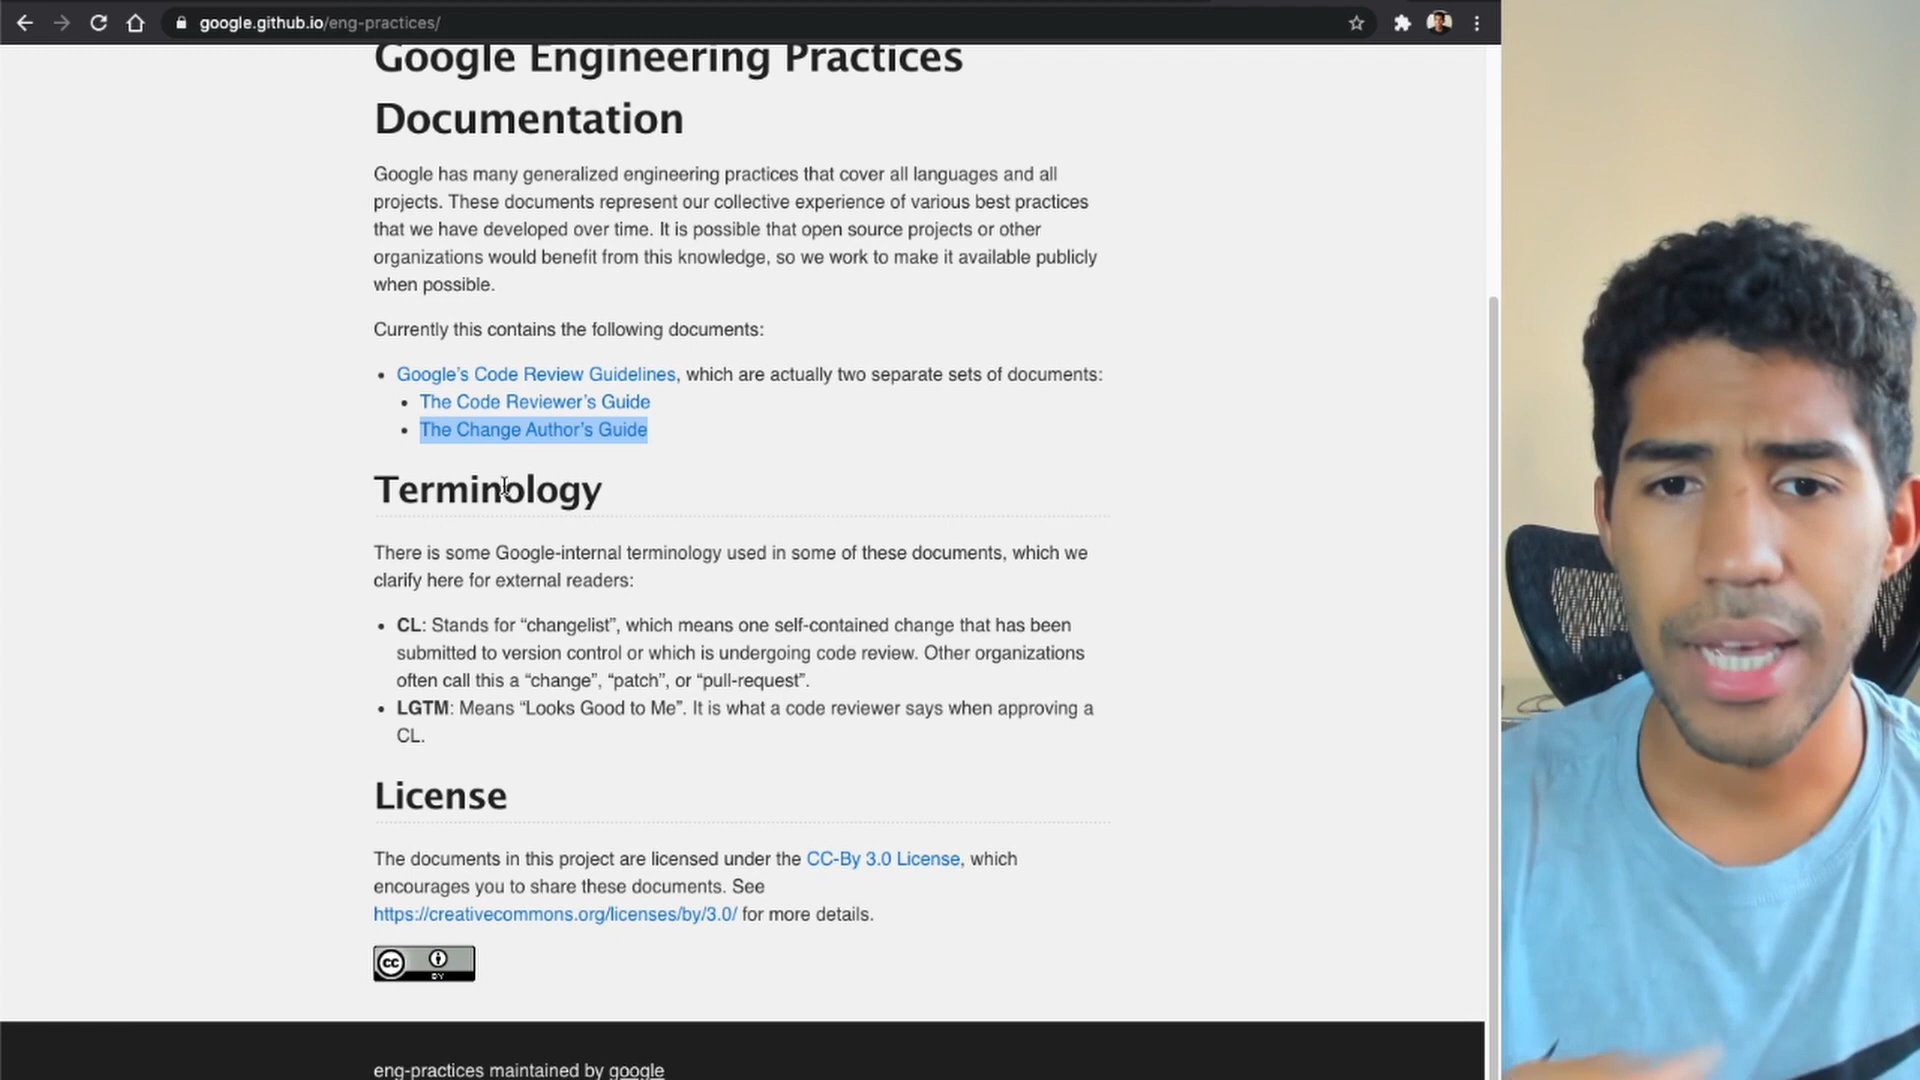 google.github.io/eng-practices/
Google Engineering Practices
Documentation
Google has many generalized engineering practices that cover all languages and all
projects. These documents represent our collective experience of various best practices
that we have developed over time. It is possible that open source projects or other
organizations would benefit from this knowledge, so we work to make it available publicly
when possible.
Currently this contains the following documents:
• Google’s Code Review Guidelines, which are actually two separate sets of documents:
• The Code Reviewer’s Guide
• The Change Author’s Guide
Terminology
There is some Google-internal terminology used in some of these documents, which we
clarify here for external readers:
• CL: Stands for “changelist”, which means one self-contained change that has been
submitted to version control or which is undergoing code review. Other organizations
often call this a “change”, “patch”, or “pull-request”.
• LGTM: Means “Looks Good to Me”. It is what a code reviewer says when approving a
CL.
License
The documents in this project are licensed under the CC-By 3.0 License, which
encourages you to share these documents. See
https://creativecommons.org/licenses/by/3.0/ for more details.
cc BY
eng-practices maintained by google